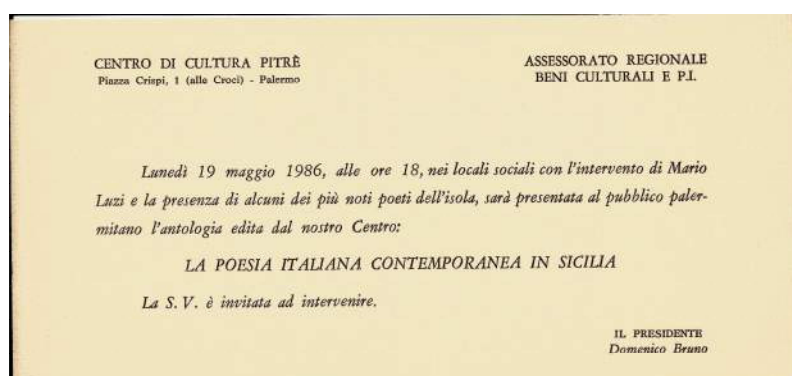 CENTRO DI CULTURA PITRÈ
Piazza Crispi, 1 (alle Croci) - Palermo
ASSESSORATO REGIONALE
BENI CULTURALI E P.I.
Lunedì 19 maggio 1986, alle ore 18, nei locali sociali con l'intervento di Mario
Luzi e la presenza di alcuni dei più noti poeti dell'isola, sarà presentata al pubblico paler-
mitano l'antologia edita dal nostro Centro:
LA POESIA ITALIANA CONTEMPORANEA IN SICILIA
La S. V. è invitata ad intervenire.
IL PRESIDENTE
Domenico Bruno